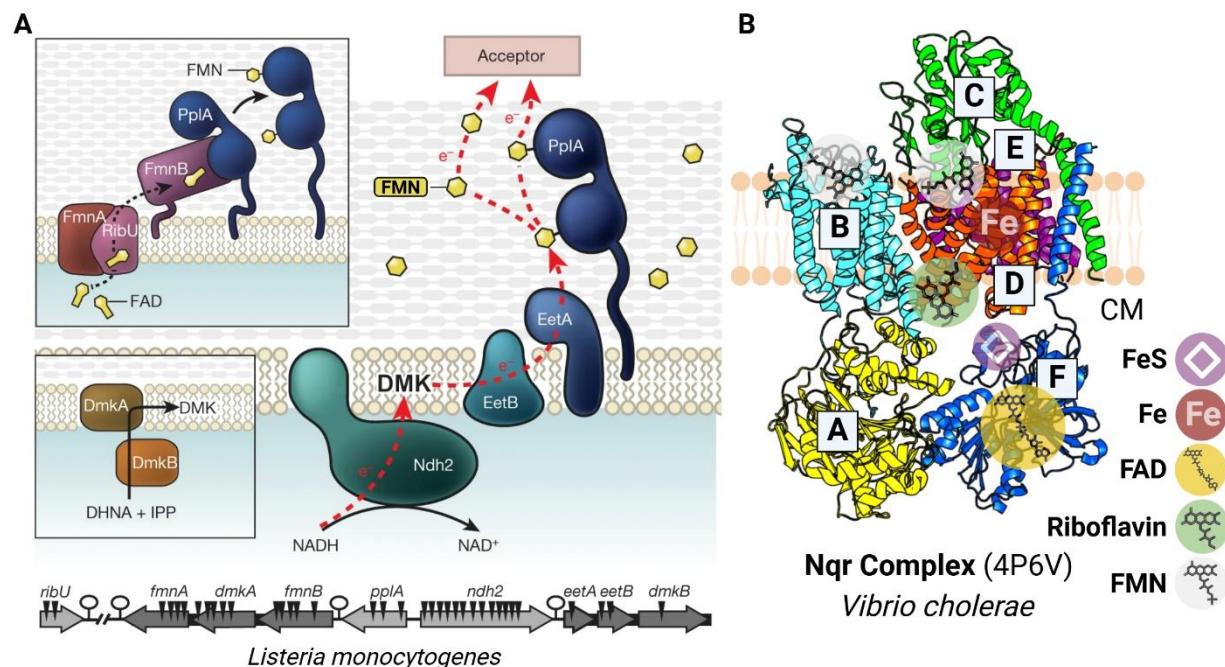 A
FMN
PplA
FmnB
FmnA
RibU
FAD
DmkA
DMK
DmkB
DHNA + IPP
Acceptor
e⁻
e⁻
PplA
FMN
EetA
e⁻
DMK
EetB
Ndh2
e⁻
NADH
NAD⁺
ribU
fmnA
dmkA
fmnB
pplA
ndh2
eetA
eetB
dmkB
Listeria monocytogenes
B
C
E
B
Fe
D
CM
F
A
FeS
Fe
Fe
FAD
Riboflavin
FMN
Nqr Complex (4P6V)
Vibrio cholerae